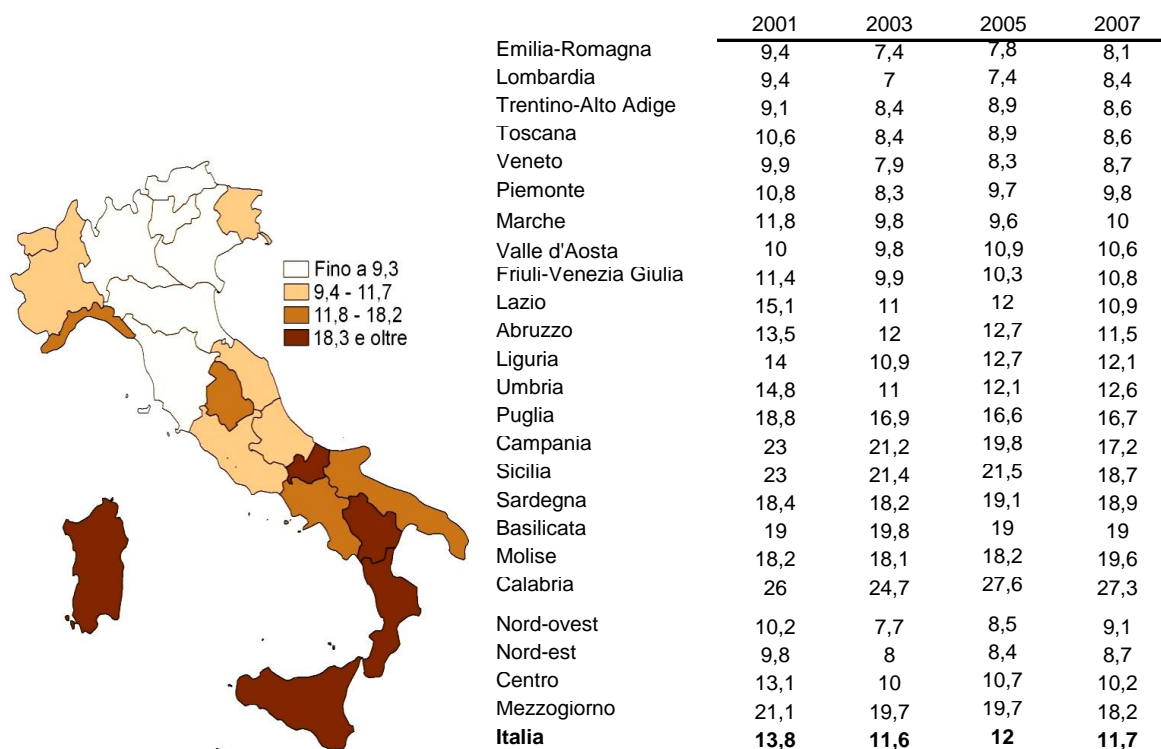 2001 2003 2005 2007
Emilia-Romagna 9,4 7,4 7,8 8,1
Lombardia 9,4 7 7,4 8,4
Trentino-Alto Adige 9,1 8,4 8,9 8,6
Toscana 10,6 8,4 8,9 8,6
Veneto 9,9 7,9 8,3 8,7
Piemonte 10,8 8,3 9,7 9,8
Marche 11,8 9,8 9,6 10
Valle d'Aosta 10 9,8 10,9 10,6
Friuli-Venezia Giulia 11,4 9,9 10,3 10,8
Lazio 15,1 11 12 10,9
Abruzzo 13,5 12 12,7 11,5
Liguria 14 10,9 12,7 12,1
Umbria 14,8 11 12,1 12,6
Puglia 18,8 16,9 16,6 16,7
Campania 23 21,2 19,8 17,2
Sicilia 23 21,4 21,5 18,7
Sardegna 18,4 18,2 19,1 18,9
Basilicata 19 19,8 19 19
Molise 18,2 18,1 18,2 19,6
Calabria 26 24,7 27,6 27,3
Nord-ovest 10,2 7,7 8,5 9,1
Nord-est 9,8 8 8,4 8,7
Centro 13,1 10 10,7 10,2
Mezzogiorno 21,1 19,7 19,7 18,2
Italia 13,8 11,6 12 11,7
Fino a 9,3
9,4 - 11,7
11,8 - 18,2
18,3 e oltre